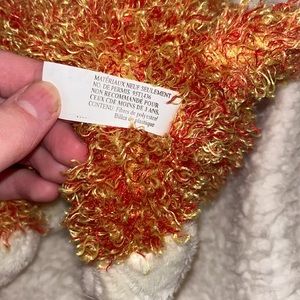 MATÉRIAUX NEUF SEULEMENT
NO. DE PERMIS
NON RECOMMANDÉ POUR
CEUX CDF MOINS DE 3 ANS.
CONTENU: Fibres de polyester
Billes de plastique